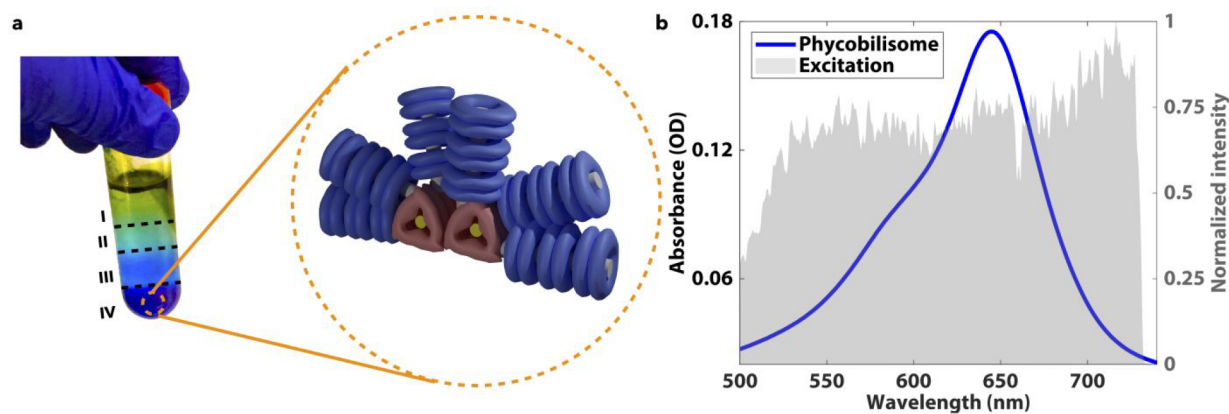 a
I
II
III
IV
b
Phycobilisome
Excitation
0.18
0.12
0.06
Absorbance (OD)
1
0.75
0.5
0.25
0
Normalized intensity
500
550
600
650
700
Wavelength (nm)